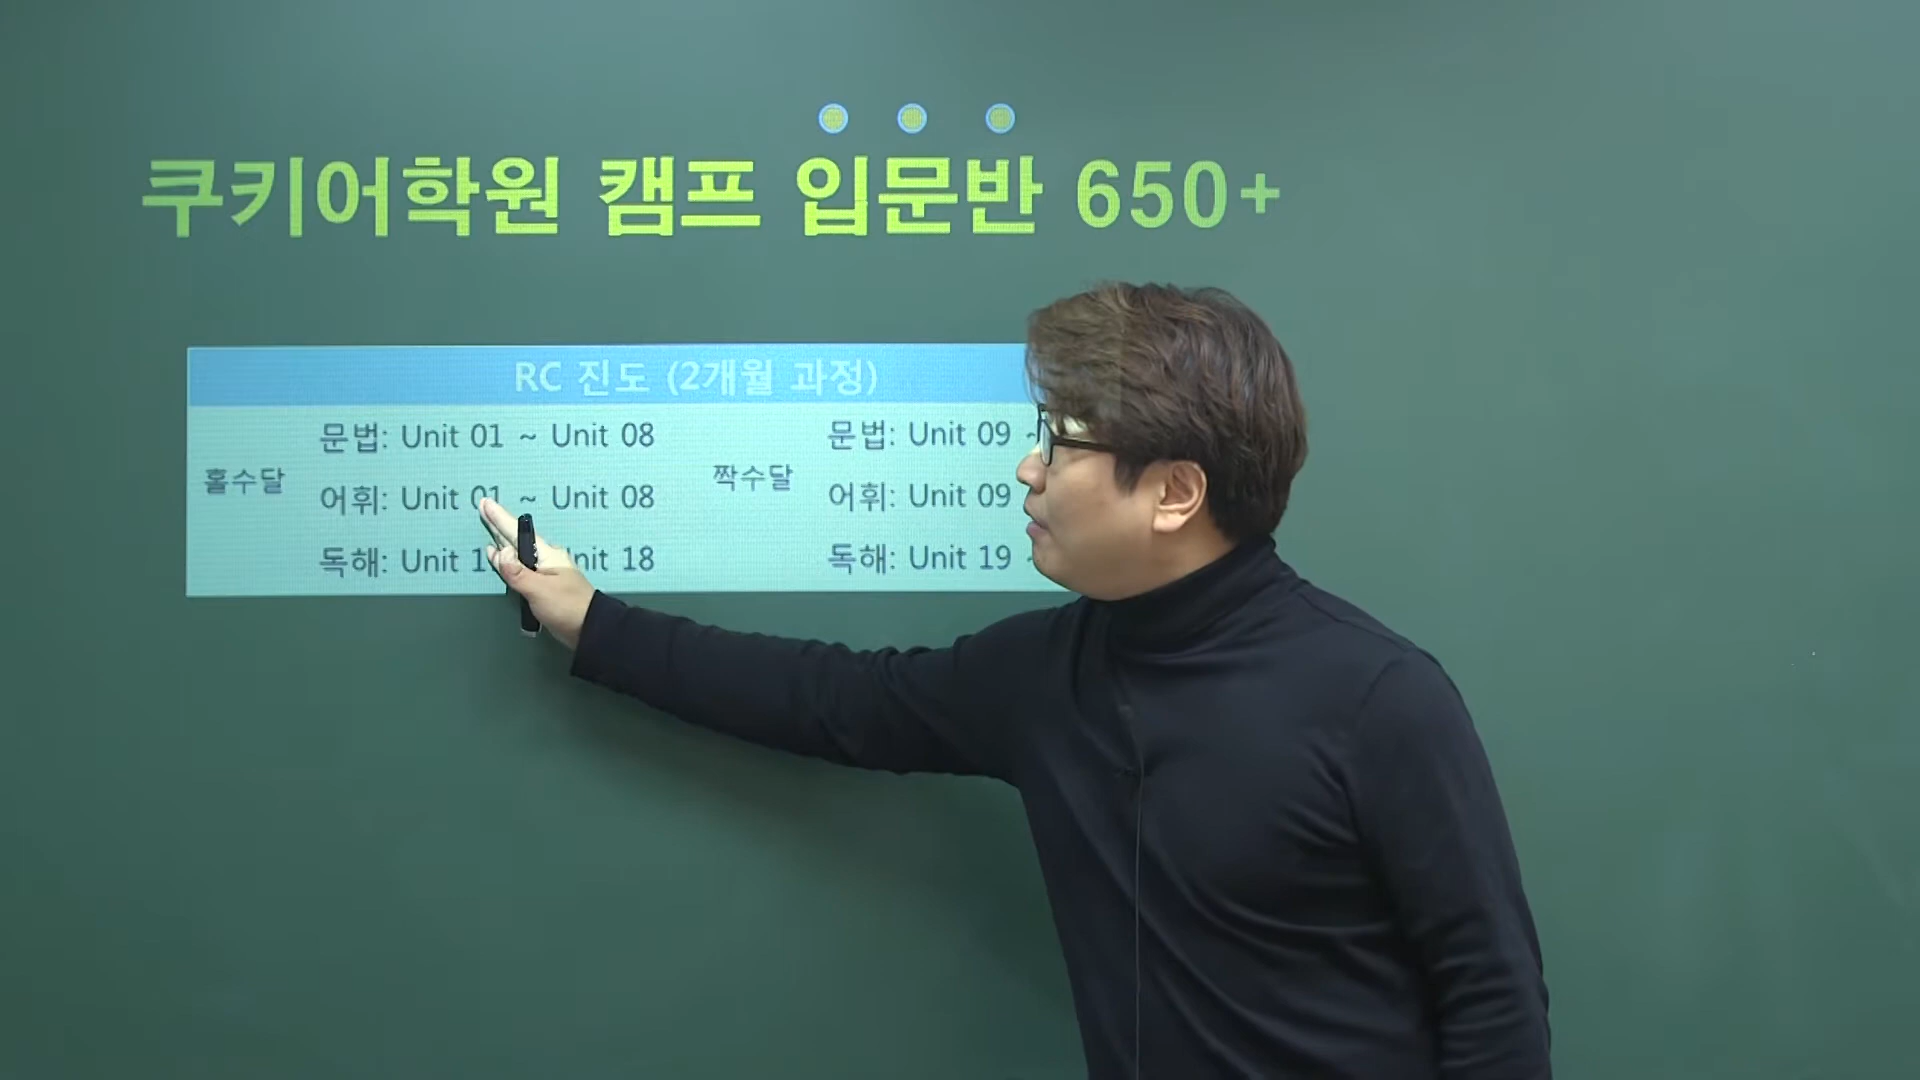 쿠키어학원 캠프 입문반 650+
RC 진도 (2개월 과정)
홀수달
문법: Unit 01 ~ Unit 08
어휘: Unit 01 ~ Unit 08
독해: Unit 18
짝수달
문법: Unit 09 ~
어휘: Unit 09
독해: Unit 19 ~